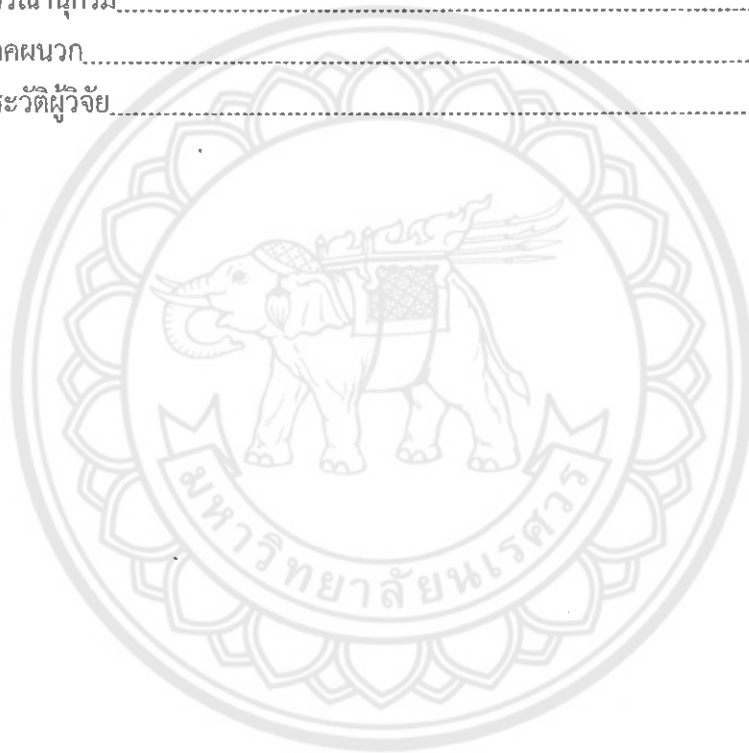 รณานุกรม
าคผนวก
ระวัติผู้วิจัย
มหาวิทยาลัยนเรศวร